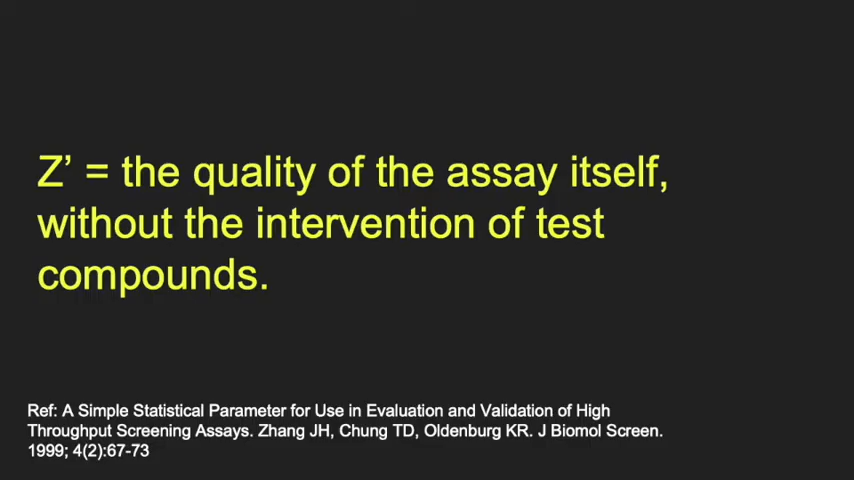 Z’ = the quality of the assay itself,
without the intervention of test
compounds.
Ref: A Simple Statistical Parameter for Use in Evaluation and Validation of High
Throughput Screening Assays. Zhang JH, Chung TD, Oldenburg KR. J Biomol Screen.
1999; 4(2):67-73